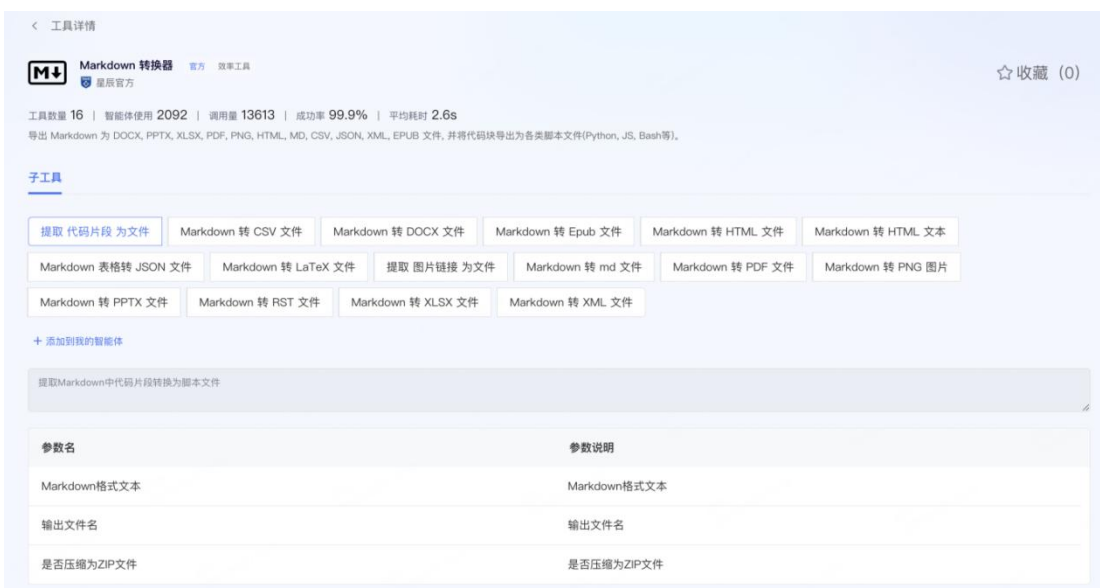 < 工具详情
M↓ Markdown 转换器 官方 效率工具
星辰官方
☆收藏 (0)
工具数量 16 | 智能体使用 2092 | 调用量 13613 | 成功率 99.9% | 平均耗时 2.6s
导出 Markdown 为 DOCX, PPTX, XLSX, PDF, PNG, HTML, MD, CSV, JSON, XML, EPUB 文件, 并将代码块导出为各类脚本文件(Python, JS, Bash等)。
子工具
提取 代码片段 为文件 Markdown 转 CSV 文件 Markdown 转 DOCX 文件 Markdown 转 Epub 文件 Markdown 转 HTML 文件 Markdown 转 HTML 文本
Markdown 表格转 JSON 文件 Markdown 转 LaTeX 文件 提取 图片链接 为文件 Markdown 转 md 文件 Markdown 转 PDF 文件 Markdown 转 PNG 图片
Markdown 转 PPTX 文件 Markdown 转 RST 文件 Markdown 转 XLSX 文件 Markdown 转 XML 文件
+ 添加到我的智能体
提取Markdown中代码片段转换为脚本文件
参数名 参数说明
Markdown格式文本 Markdown格式文本
输出文件名 输出文件名
是否压缩为ZIP文件 是否压缩为ZIP文件